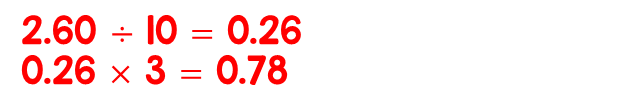 2.60 ÷ 10 = 0.26
0.26 × 3 = 0.78